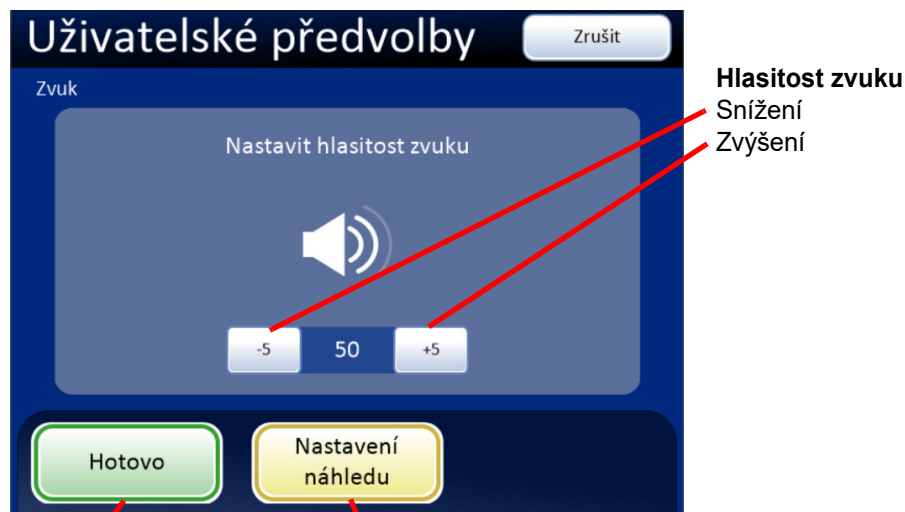 Uživatelské předvolby
Zrušit
Zvuk
Nastavit hlasitost zvuku
-5
50
+5
Hotovo
Nastavení
náhledu
Hlasitost zvuku
Snížení
Zvýšení